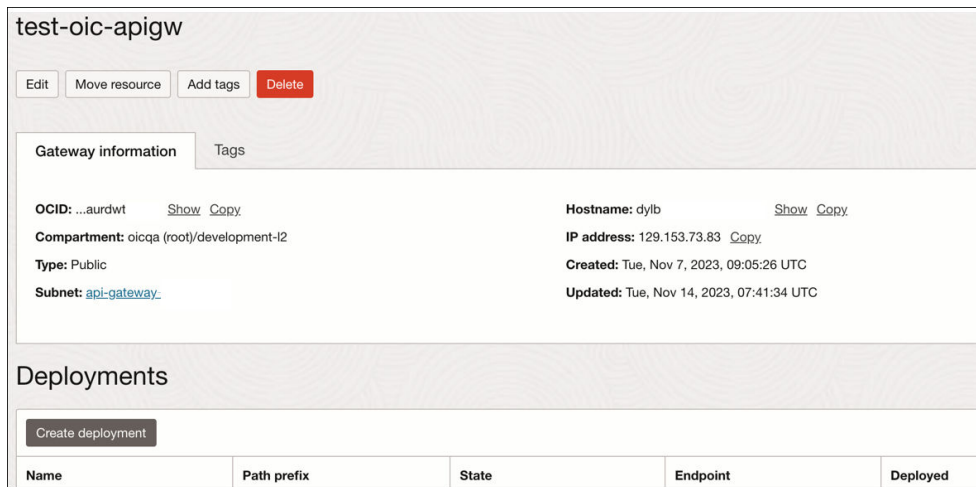 test-oic-apigw
Edit Move resource Add tags Delete
Gateway information Tags
OCID: ...aurdwt Show Copy
Compartment: oicqa (root)/development-l2
Type: Public
Subnet: api-gateway
Hostname: dylb Show Copy
IP address: 129.153.73.83 Copy
Created: Tue, Nov 7, 2023, 09:05:26 UTC
Updated: Tue, Nov 14, 2023, 07:41:34 UTC
Deployments
Create deployment
Name Path prefix State Endpoint Deployed